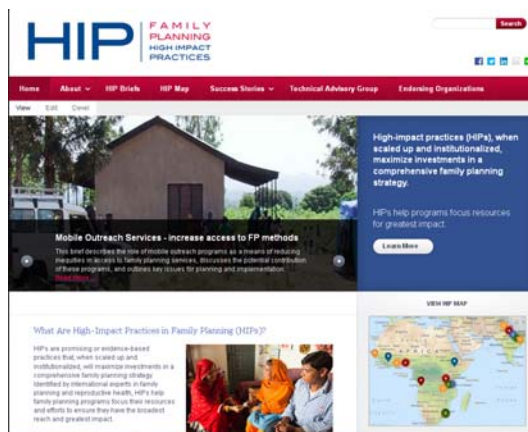 HIP
FAMILY
PLANNING
HIGH IMPACT
PRACTICES
Search
Home About HIP Briefs HIP Map Success Stories Technical Advisory Group Endorsing Organizations
View Edit Devel
High-impact practices (HIPs), when
scaled up and institutionalized,
maximize investments in a
comprehensive family planning
strategy.
HIPs help programs focus resources
for greatest impact.
Learn More
Mobile Outreach Services - increase access to FP methods
This brief describes the role of mobile outreach programs as a means of reducing
inequities in access to family planning services, discusses the potential contribution
of these programs, and outlines key issues for planning and implementation.
Read More
What Are High-Impact Practices in Family Planning (HIPs)?
HIPs are promising or evidence-based
practices that, when scaled up and
institutionalized, will maximize investments in a
comprehensive family planning strategy.
Identified by international experts in family
planning and reproductive health, HIPs help
family planning programs focus their resources
and efforts to ensure they have the broadest
reach and greatest impact.
VIEW HIP MAP
AFRICA